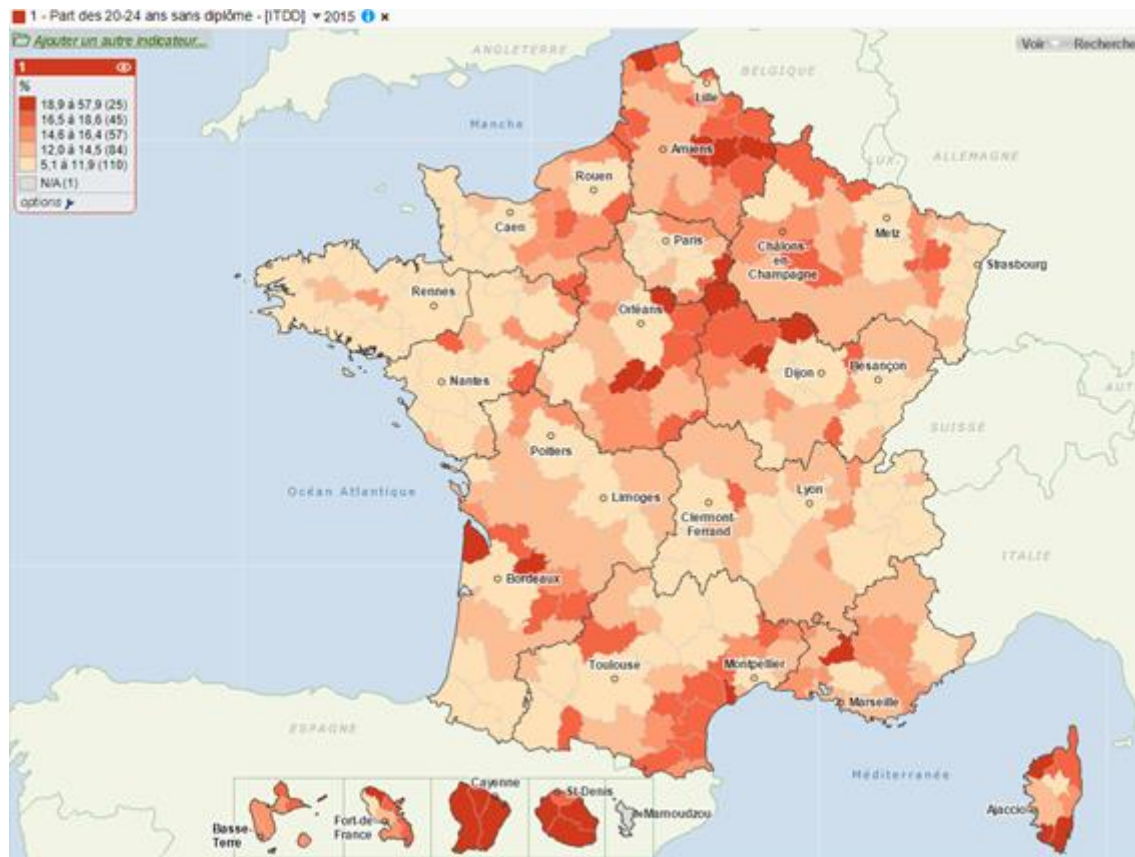 1 - Part des 20-24 ans sans diplôme - [ITDD] 2015
Ajouter un autre indicateur...
Voir Recherche
1
%
18,9 à 57,9 (25)
16,5 à 18,6 (45)
14,6 à 16,4 (57)
12,0 à 14,5 (84)
5,1 à 11,9 (110)
N/A (1)
options
ANGLETERRE
BELGIQUE
Lille
Manche
Amiens
LUX.
ALLEMAGNE
Rouen
Caen
Paris
Châlons-
en-
Champagne
Metz
Strasbourg
Rennes
Orléans
Nantes
Dijon
Besançon
AUT
SUISSE
Poitiers
Océan Atlantique
Limoges
Clermont-
Ferrand
Lyon
ITALIE
Bordeaux
Toulouse
Montpellier
Marseille
ESPAGNE
Méditerranée
Ajaccio
Basse-
Terre
Fort-de-
France
Cayenne
St-Denis
Mamoudzou